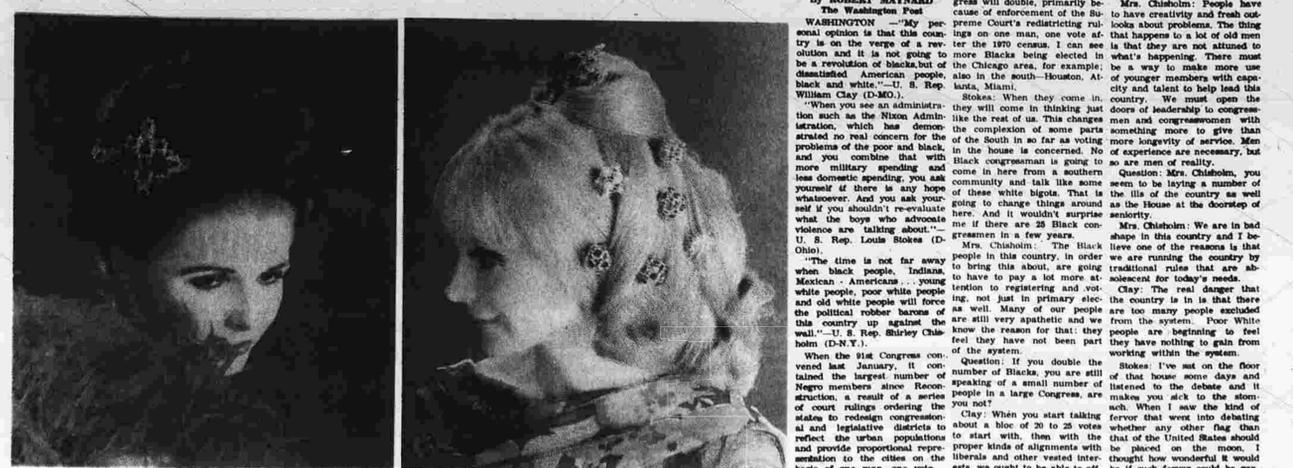 By ROBERT MAYNARD
The Washington Post
WASHINGTON —"My per-
sonal opinion is that this coun-
try is on the verge of a rev-
olution and it is not going to
be a revolution of blacks,but of
dissatisfied American people,
black and white."—U. S. Rep.
William Clay (D-MO.).
"When you see an administra-
tion such as the Nixon Admin-
istration, which has demon-
strated no real concern for the
problems of the poor and black,
and you combine that with
more military spending and
less domestic spending, you ask
yourself if there is any hope
whatsoever. And you ask your-
self if you shouldn't re-evaluate
what the boys who advocate
violence are talking about."—
U. S. Rep. Louis Stokes (D-
Ohio).
"The time is not far away
when black people, Indians,
Mexican - Americans . . . young
white people, poor white people
and old white people will force
the political robber barons of
this country up against the
wall."—U. S. Rep. Shirley Chis-
holm (D-N.Y.).
When the 91st Congress con-
vened last January, it con-
tained the largest number of
Negro members since Recon-
struction, a result of a series
of court rulings ordering the
states to redesign congression-
al and legislative districts to
reflect the urban populations
and provide proportional repre-
sentation to the cities on the
gress will double, primarily be-
cause of enforcement of the Su-
preme Court's redistricting rul-
ings on one man, one vote af-
ter the 1970 census. I can see
more Blacks being elected in
the Chicago area, for example;
also in the south—Houston, At-
lanta, Miami.
Stokes: When they come in,
they will come in thinking just
like the rest of us. This changes
the complexion of some parts
of the South in so far as voting
in the house is concerned. No
Black congressman is going to
come in here from a southern
community and talk like some
of these white bigots. That is
going to change things around
here. And it wouldn't surprise
me if there are 25 Black con-
gressmen in a few years.
Mrs. Chisholm: The Black
people in this country, in order
to bring this about, are going
to have to pay a lot more at-
tention to registering and vot-
ing, not just in primary elec-
as well. Many of our people
are still very apathetic and we
know the reason for that: they
feel they have not been part
of the system.
Question: If you double the
number of Blacks, you are still
speaking of a small number of
people in a large Congress, are
you not?
Clay: When you start talking
about a bloc of 20 to 25 votes
to start with, then with the
proper kinds of alignments with
liberals and other vested inter-
Mrs. Chisholm: People have
to have creativity and fresh out-
looks about problems. The thing
that happens to a lot of old men
is that they are not attuned to
what's happening. There must
be a way to make more use
of younger members with capa-
city and talent to help lead this
country. We must open the
doors of leadership to congress-
men and congresswomen with
something more to give than
more longevity of service. Men
of experience are necessary, but
so are men of reality.
Question: Mrs. Chisholm, you
seem to be laying a number of
the ills of the country as well
as the House at the doorstep of
seniority.
Mrs. Chisholm: We are in bad
shape in this country and I be-
lieve one of the reasons is that
we are running the country by
traditional rules that are ab-
solescent for today's needs.
Clay: The real danger that
the country is in is that there
are too many people excluded
from the system. Poor White
people are beginning to feel
they have nothing to gain from
working within the system.
Stokes: I've sat on the floor
of that house some days and
listened to the debate and it
makes you sick to the stom-
ach. When I saw the kind of
fervor that went into debating
whether any other flag than
that of the United States should
be placed on the moon, I
thought how wonderful it would